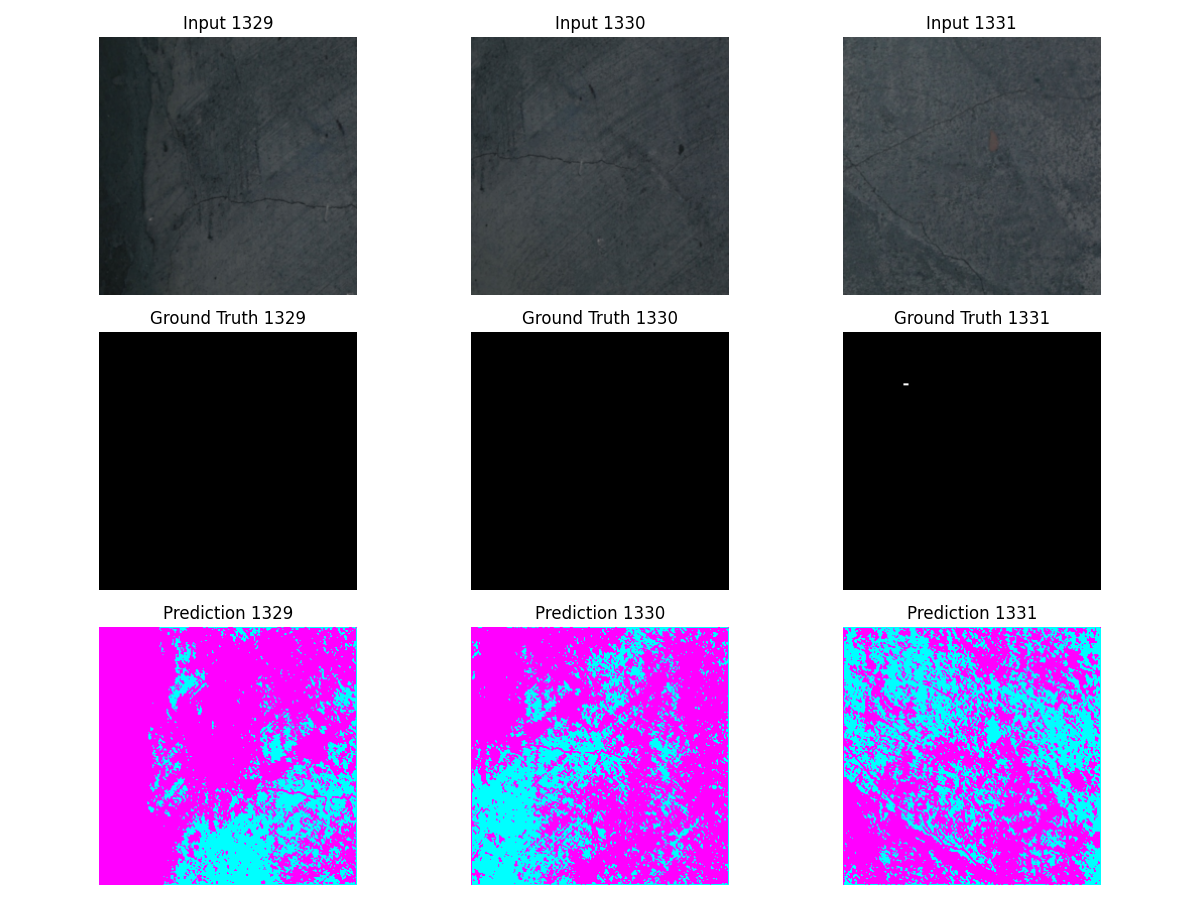 Input 1329
Input 1330
Input 1331
Ground Truth 1329
Ground Truth 1330
Ground Truth 1331
Prediction 1329
Prediction 1330
Prediction 1331